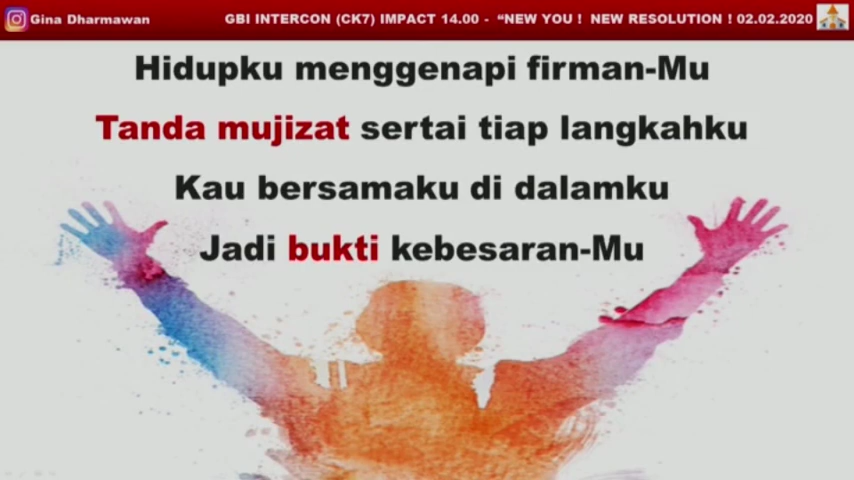 Gina Dharmawan
GBI INTERCON (CK7) IMPACT 14.00 - “NEW YOU ! NEW RESOLUTION ! 02.02.2020
Hidupku menggenapi firman-Mu
Tanda mujizat sertai tiap langkahku
Kau bersamaku di dalamku
Jadi bukti kebesaran-Mu